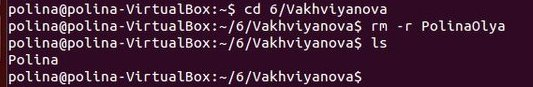 polina@polina-VirtualBox:~$ cd 6/Vakhviyanova
polina@polina-VirtualBox:~/6/Vakhviyanova$ rm -r PolinaOlya
polina@polina-VirtualBox:~/6/Vakhviyanova$ ls
Polina
polina@polina-VirtualBox:~/6/Vakhviyanova$